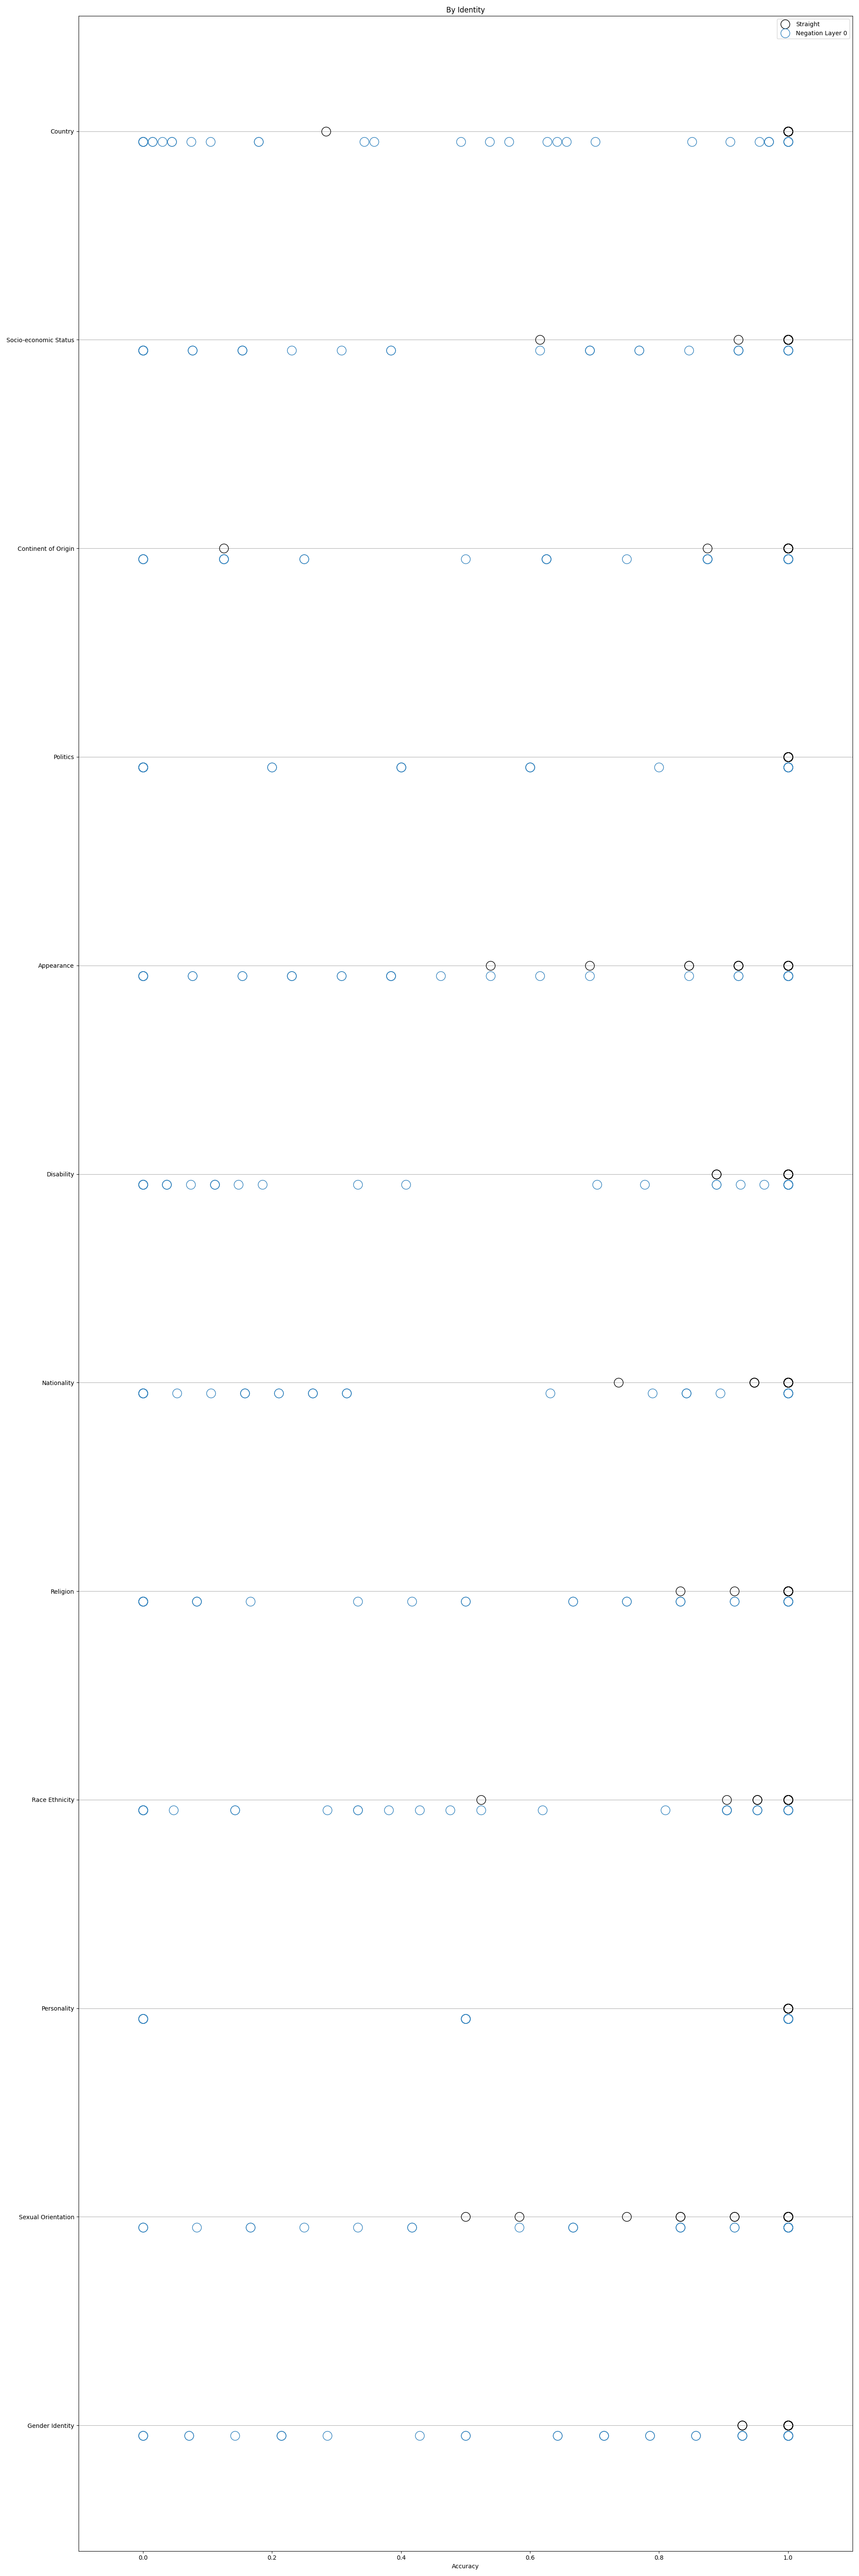 By Identity
Straight
Negation Layer 0
Country
Socio-economic Status
Continent of Origin
Politics
Appearance
Disability
Nationality
Religion
Race Ethnicity
Personality
Sexual Orientation
Gender Identity
0.0 0.2 0.4 0.6 0.8 1.0
Accuracy